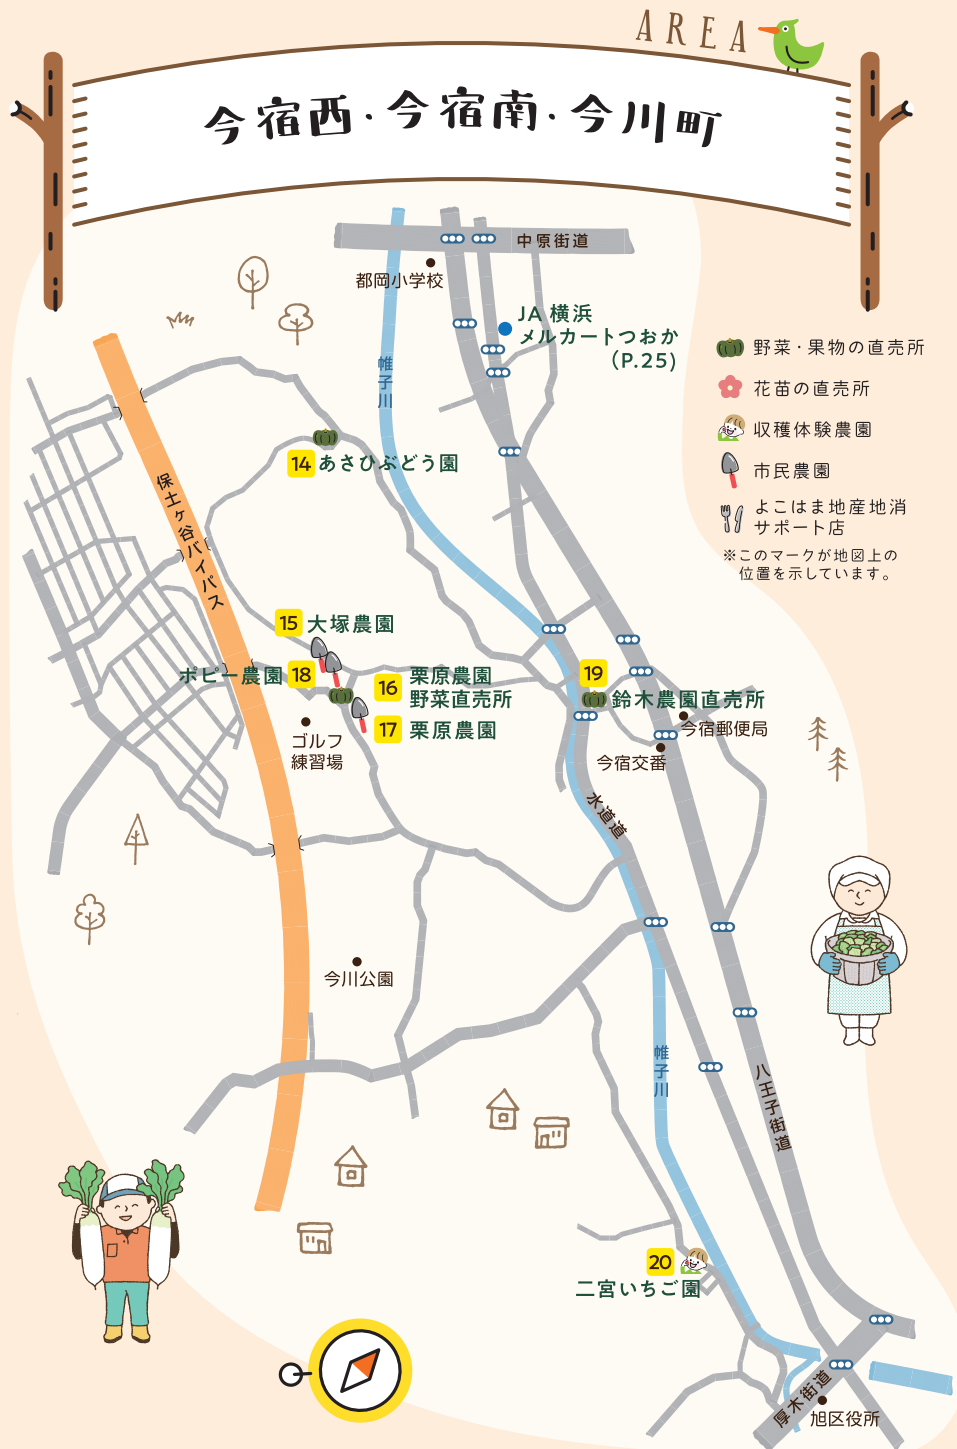 AREA
今宿西・今宿南・今川町
中原街道
都岡小学校
JA 横浜
メルカートつおか
（P.25）
帷子川
野菜・果物の直売所
花苗の直売所
収穫体験農園
市民農園
よこはま地産地消
サポート店
※このマークが地図上の
位置を示しています。
14 あさひぶどう園
保土ヶ谷バイパス
15 大塚農園
ポピー農園 18
16 栗原農園
野菜直売所
17 栗原農園
19
鈴木農園直売所
今宿郵便局
今宿交番
ゴルフ
練習場
水道道
今川公園
帷子川
八王子街道
20
二宮いちご園
厚木街道
旭区役所